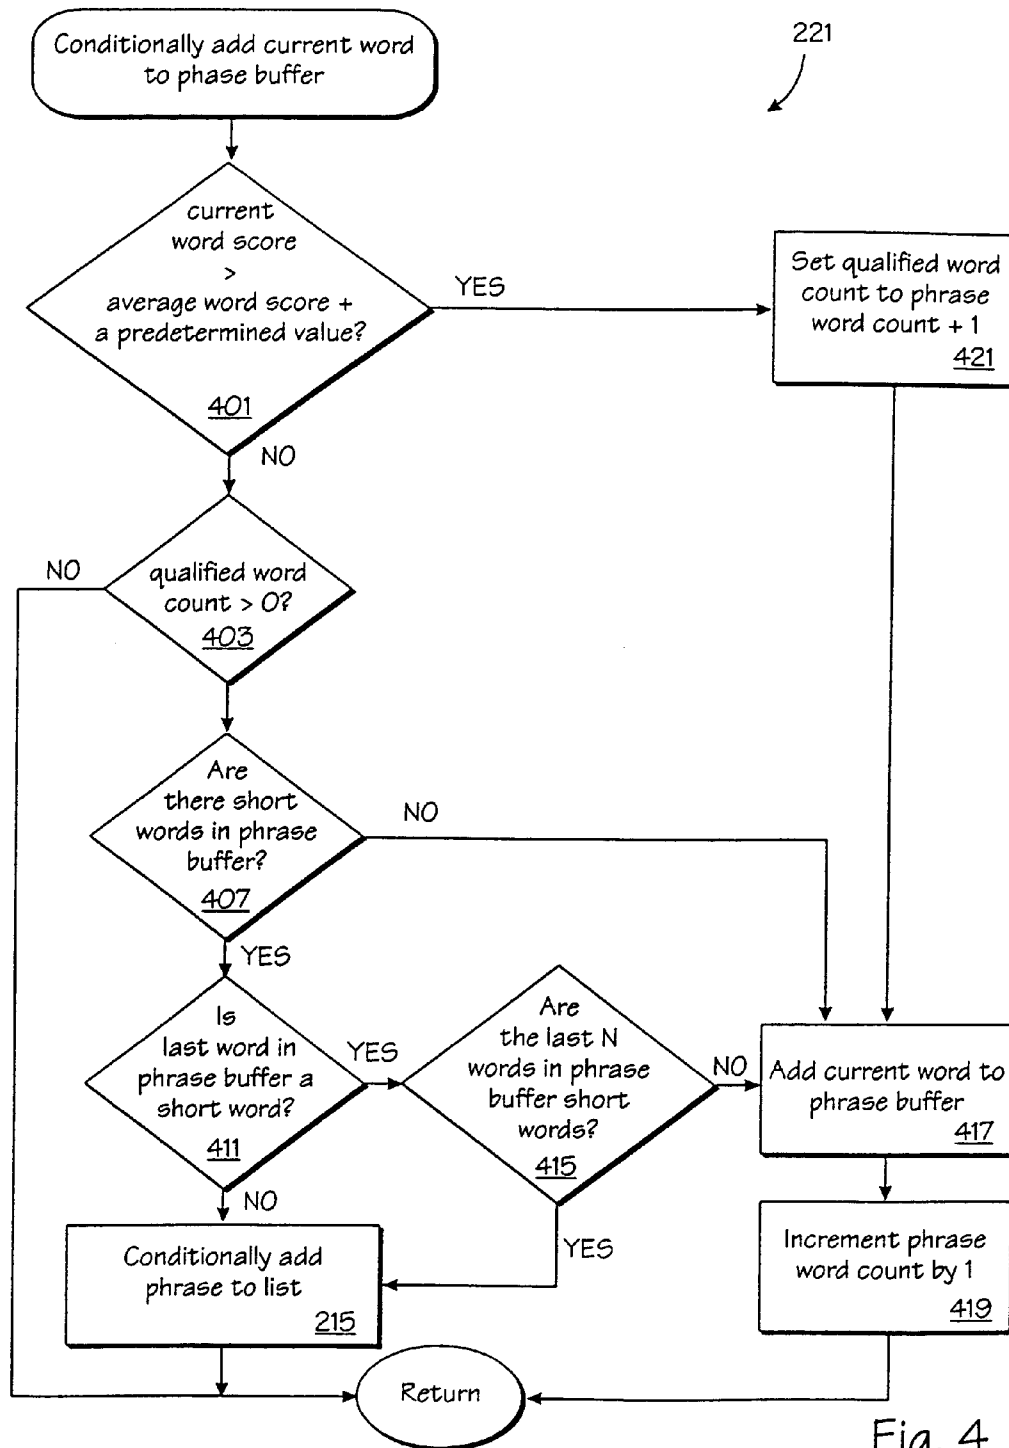 Conditionally add current word
to phase buffer
221
current
word score
>
average word score +
a predetermined value?
401
YES
Set qualified word
count to phrase
word count + 1
421
NO
NO
qualified word
count > 0?
403
Are
there short
words in phrase
buffer?
407
NO
YES
Is
last word in
phrase buffer a
short word?
411
YES
Are
the last N
words in phrase
buffer short
words?
415
NO
Add current word to
phrase buffer
417
NO
YES
Conditionally add
phrase to list
215
Increment phrase
word count by 1
419
Return
Fig. 4